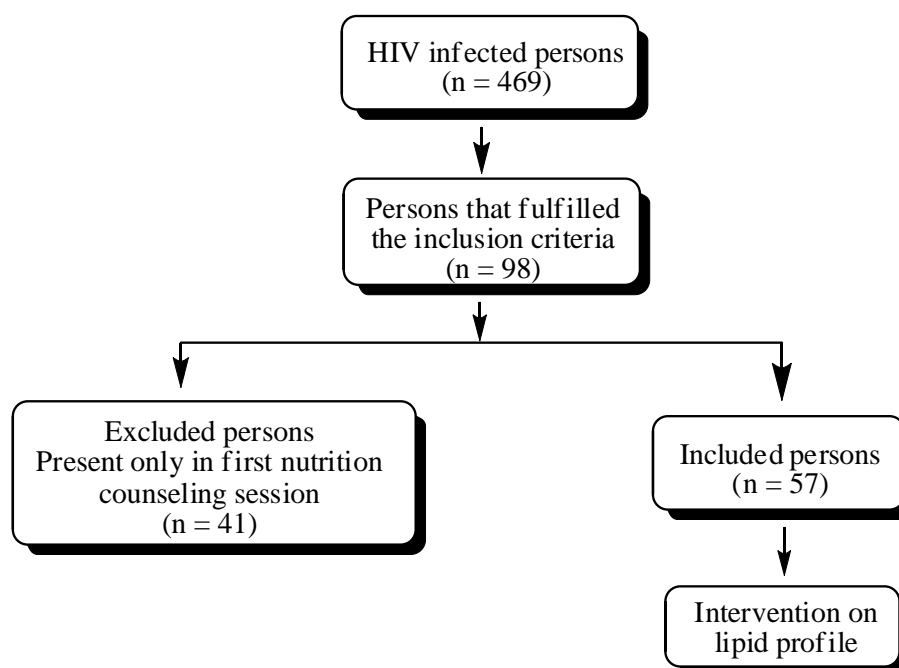 HIV infected persons
(n = 469)
Persons that fulfilled
the inclusion criteria
(n = 98)
Excluded persons
Present only in first nutrition
counseling session
(n = 41)
Included persons
(n = 57)
Intervention on
lipid profile